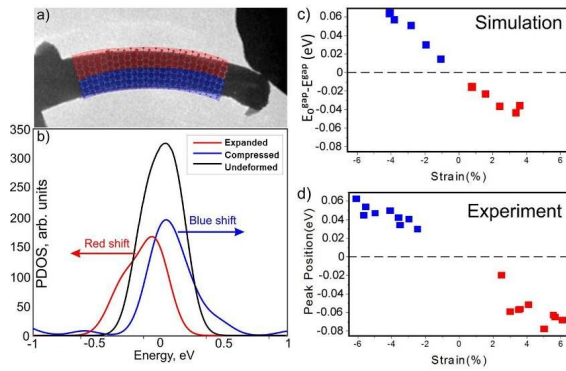 a)
b)
350
300
250
200
150
100
50
0
PDOS, arb. units
Expanded
Compressed
Undeformed
Red shift
Blue shift
-1
-0.5
0
0.5
1
Energy, eV
c)
Simulation
E₀ᵍᵃᵖ-Eᵍᵃᵖ (eV)
0.06
0.04
0.02
0.00
-0.02
-0.04
-0.06
-0.08
-6 -4 -2 0 2 4 6
Strain(%)
d)
Experiment
Peak Position(eV)
0.06
0.04
0.02
0.00
-0.02
-0.04
-0.06
-0.08
-6 -4 -2 0 2 4 6
Strain(%)